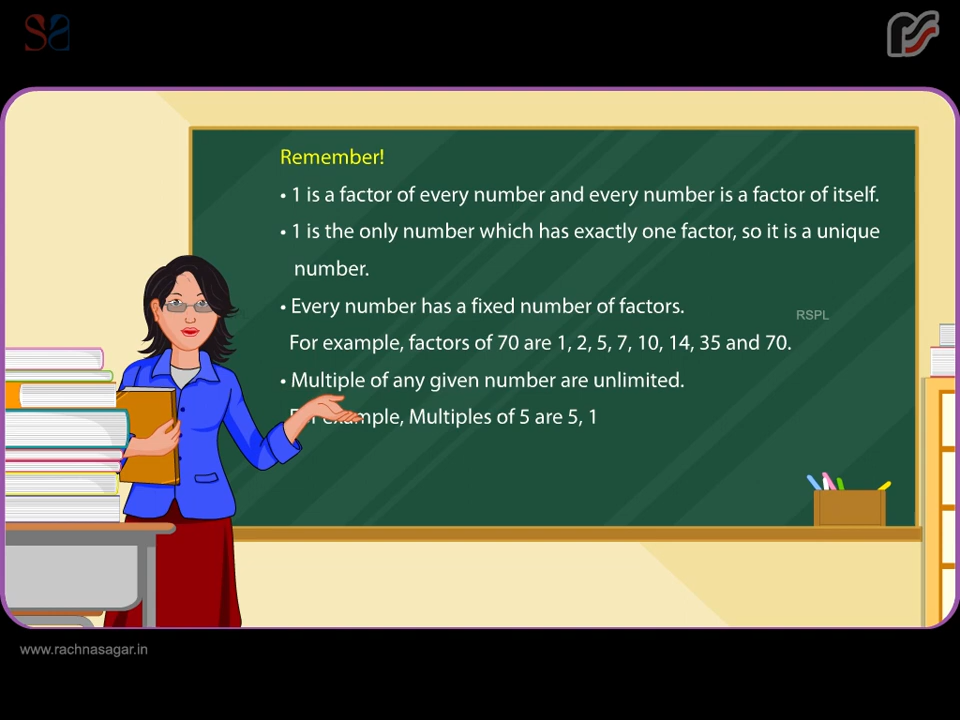 Remember!
• 1 is a factor of every number and every number is a factor of itself.
• 1 is the only number which has exactly one factor, so it is a unique
number.
• Every number has a fixed number of factors.
RSPL
For example, factors of 70 are 1, 2, 5, 7, 10, 14, 35 and 70.
• Multiple of any given number are unlimited.
example, Multiples of 5 are 5, 1
www.rachnasagar.in